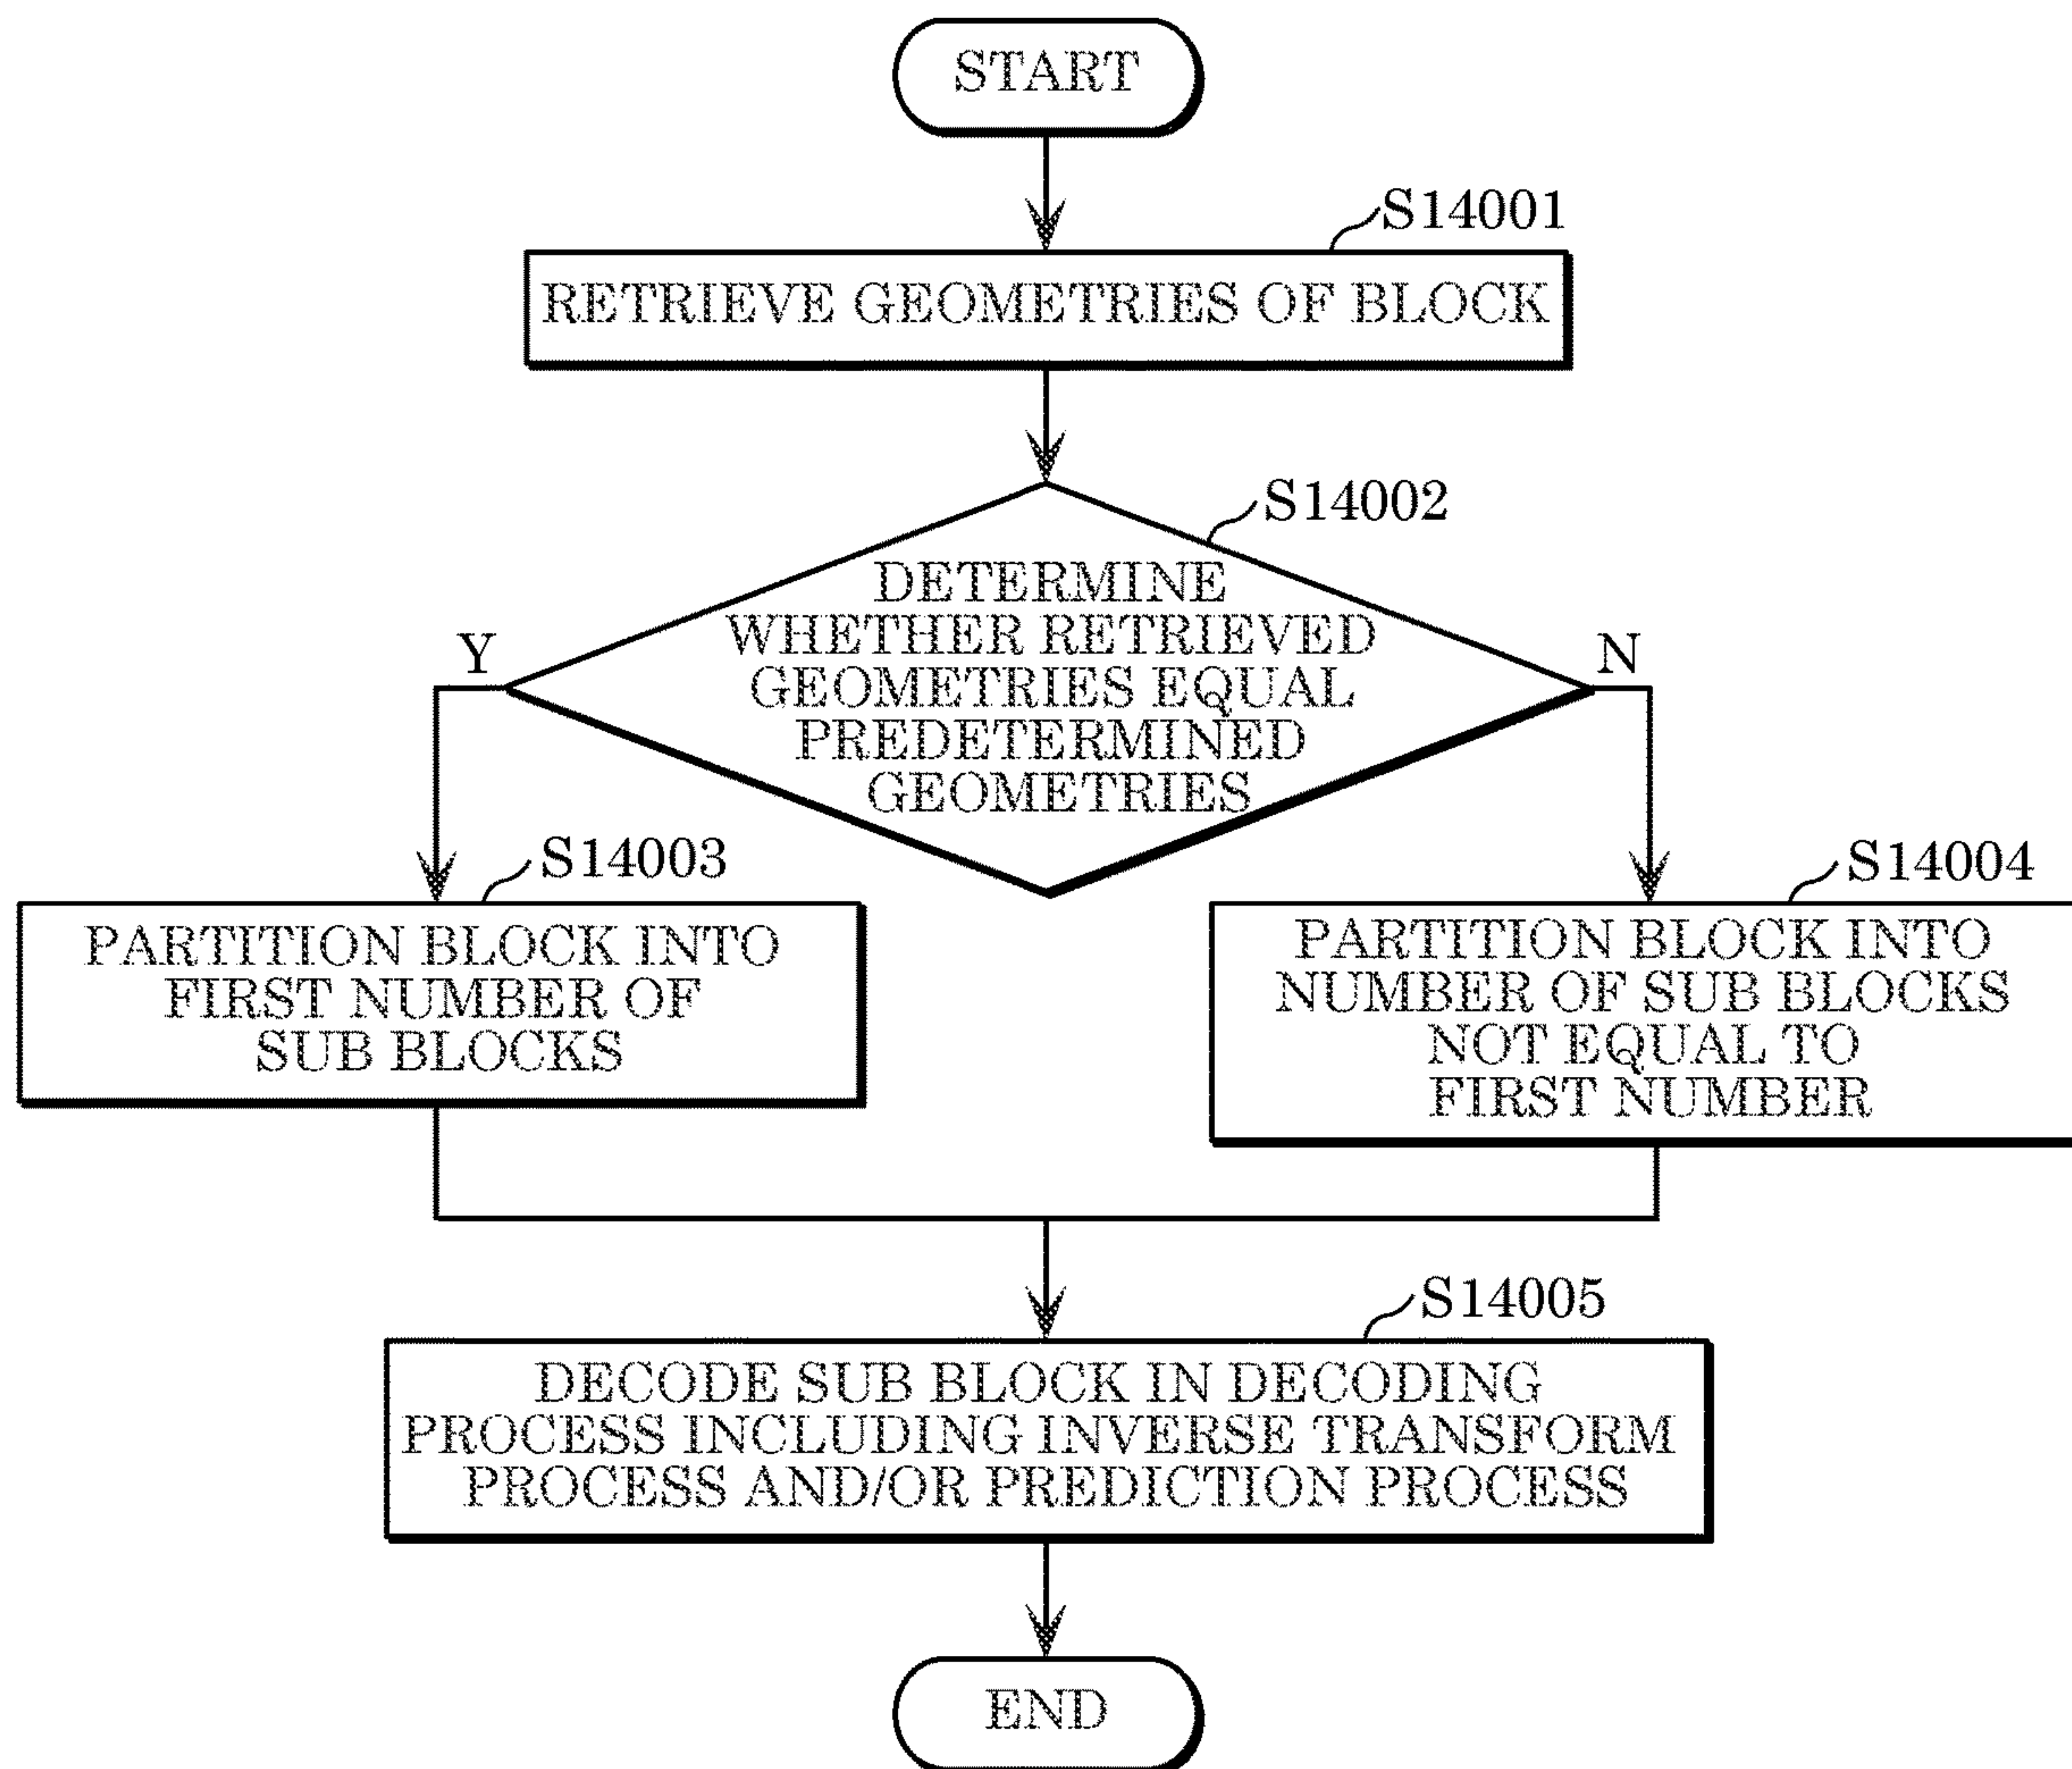 START
S14001
RETRIEVE GEOMETRIES OF BLOCK
S14002
DETERMINE
WHETHER RETRIEVED
GEOMETRIES EQUAL
PREDETERMINED
GEOMETRIES
Y
N
S14003
PARTITION BLOCK INTO
FIRST NUMBER OF
SUB BLOCKS
S14004
PARTITION BLOCK INTO
NUMBER OF SUB BLOCKS
NOT EQUAL TO
FIRST NUMBER
S14005
DECODE SUB BLOCK IN DECODING
PROCESS INCLUDING INVERSE TRANSFORM
PROCESS AND/OR PREDICTION PROCESS
END